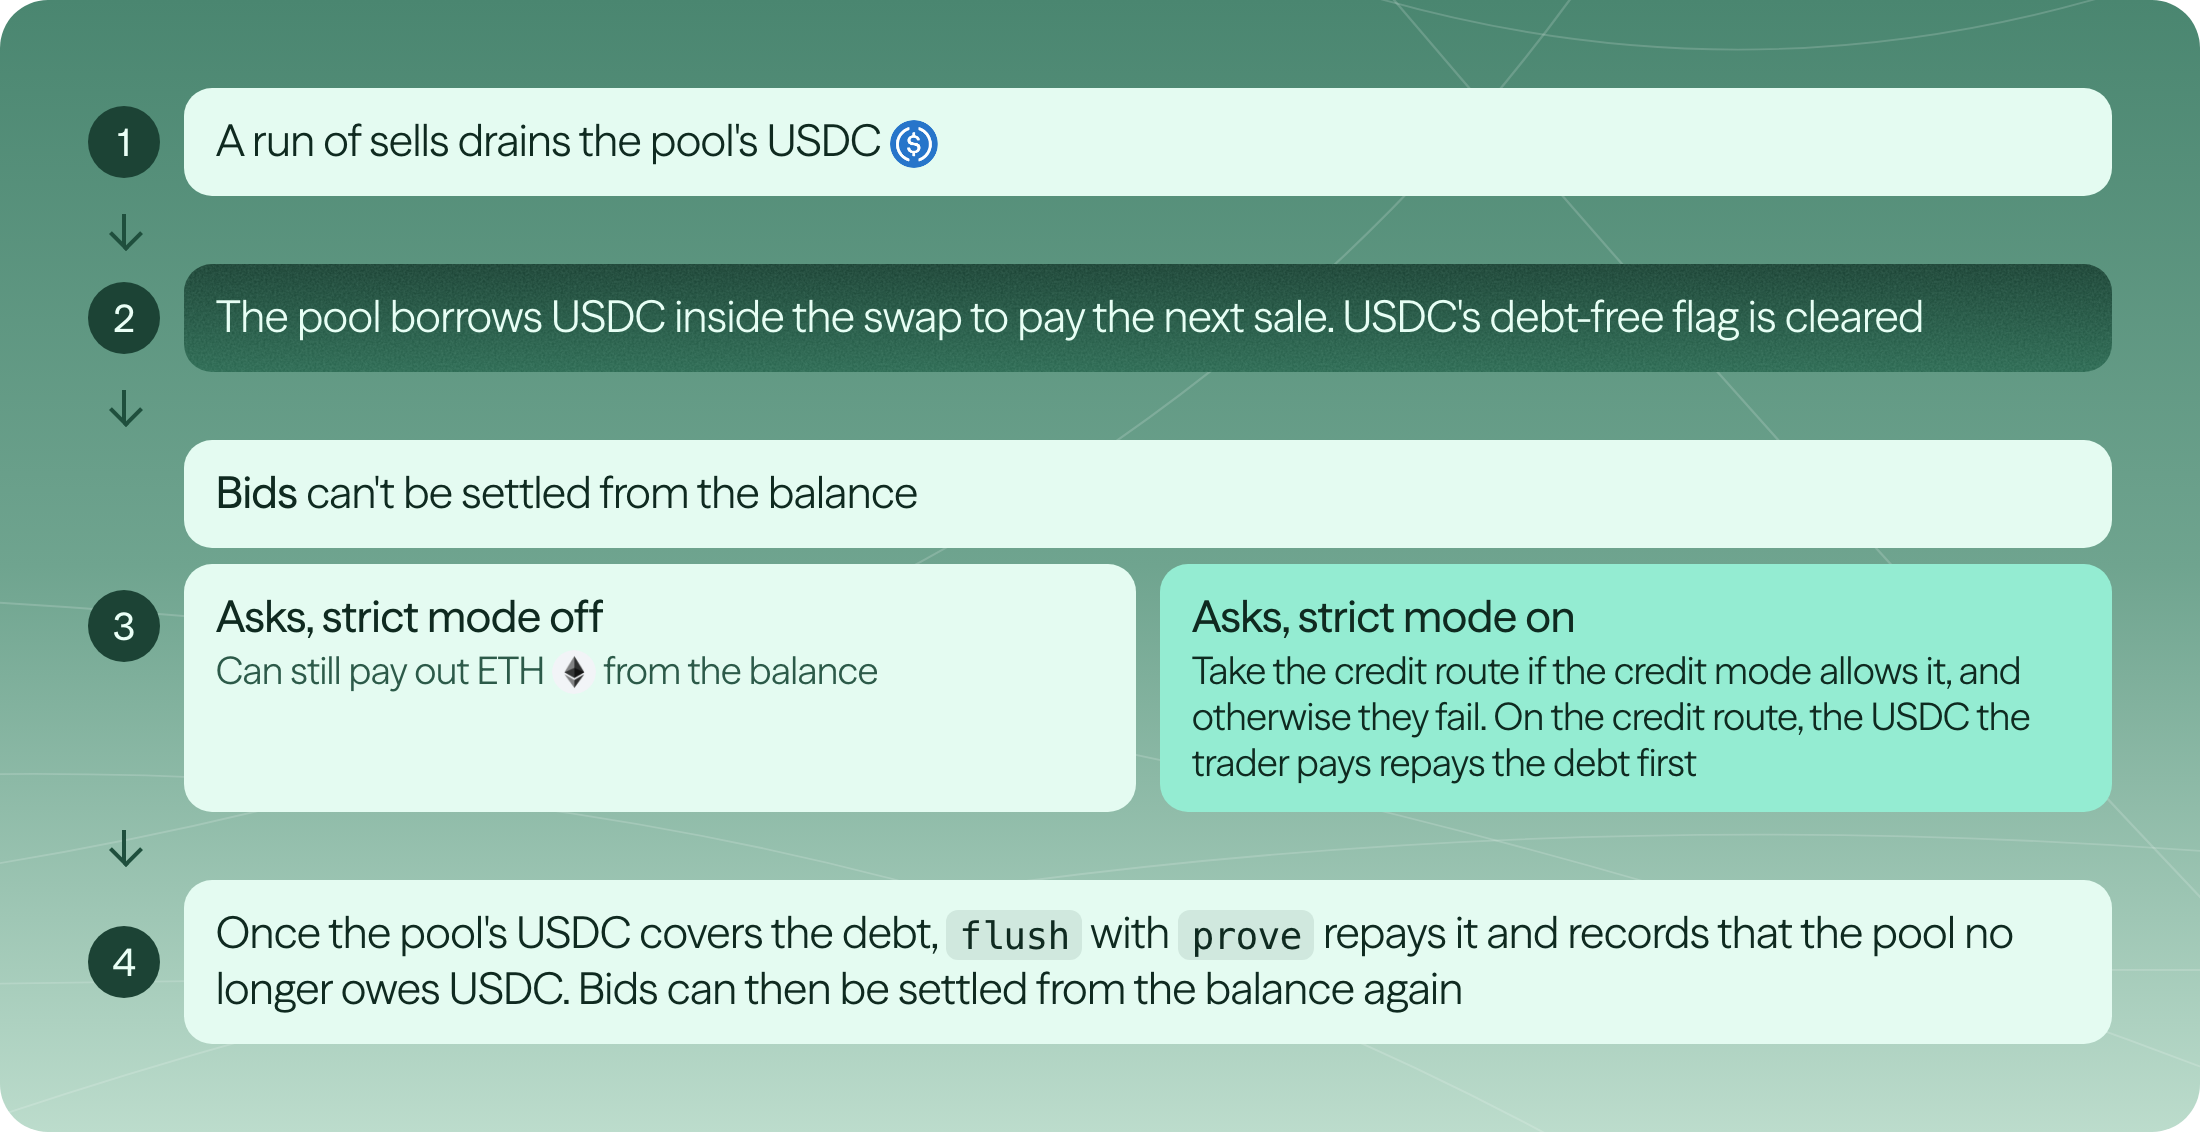 1
A run of sells drains the pool's USDC
2
The pool borrows USDC inside the swap to pay the next sale. USDC's debt-free flag is cleared
Bids can't be settled from the balance
3
Asks, strict mode off
Can still pay out ETH from the balance
Asks, strict mode on
Take the credit route if the credit mode allows it, and
otherwise they fail. On the credit route, the USDC the
trader pays repays the debt first
4
Once the pool's USDC covers the debt, flush with prove repays it and records that the pool no
longer owes USDC. Bids can then be settled from the balance again